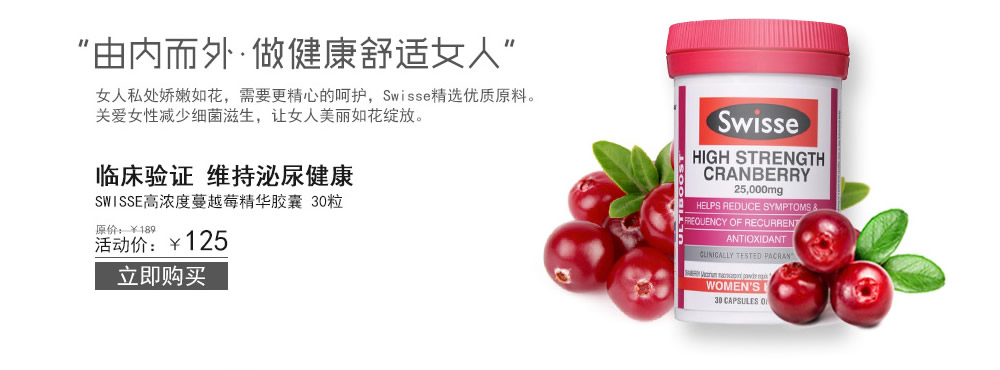 “由内而外·做健康舒适女人”
女人私处娇嫩如花，需要更精心的呵护，Swisse精选优质原料。
关爱女性减少细菌滋生，让女人美丽如花绽放。
临床验证 维持泌尿健康
SWISSE高浓度蔓越莓精华胶囊 30粒
原价：￥189
活动价：￥125
立即购买
Swisse
HIGH STRENGTH
CRANBERRY
25,000mg
ULTIBOOST
HELPS REDUCE SYMPTOMS &
FREQUENCY OF RECURRENT
ANTIOXIDANT
CLINICALLY TESTED PACRAN
WOMEN'S
30 CAPSULES